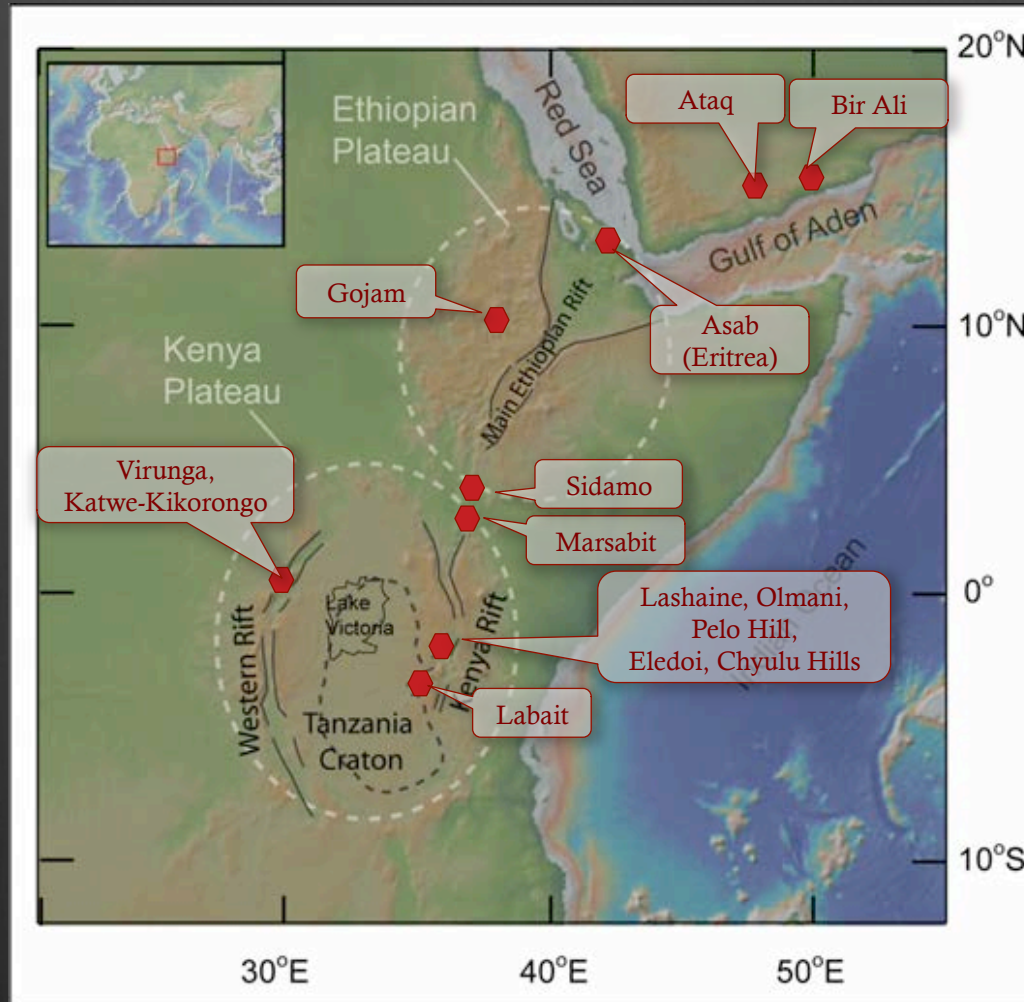 20°N
Ataq
Bir Ali
Ethiopian
Plateau
Red Sea
Gulf of Aden
Gojam
10°N
Asab
(Eritrea)
Main Ethiopian Rift
Kenya
Plateau
Virunga,
Katwe-Kikorongo
Sidamo
Marsabit
Indian Ocean
0°
Lake
Victoria
Lashaine, Olmani,
Pelo Hill,
Eledoi, Chyulu Hills
Western Rift
Kenya Rift
Labait
Tanzania
Craton
10°S
30°E
40°E
50°E